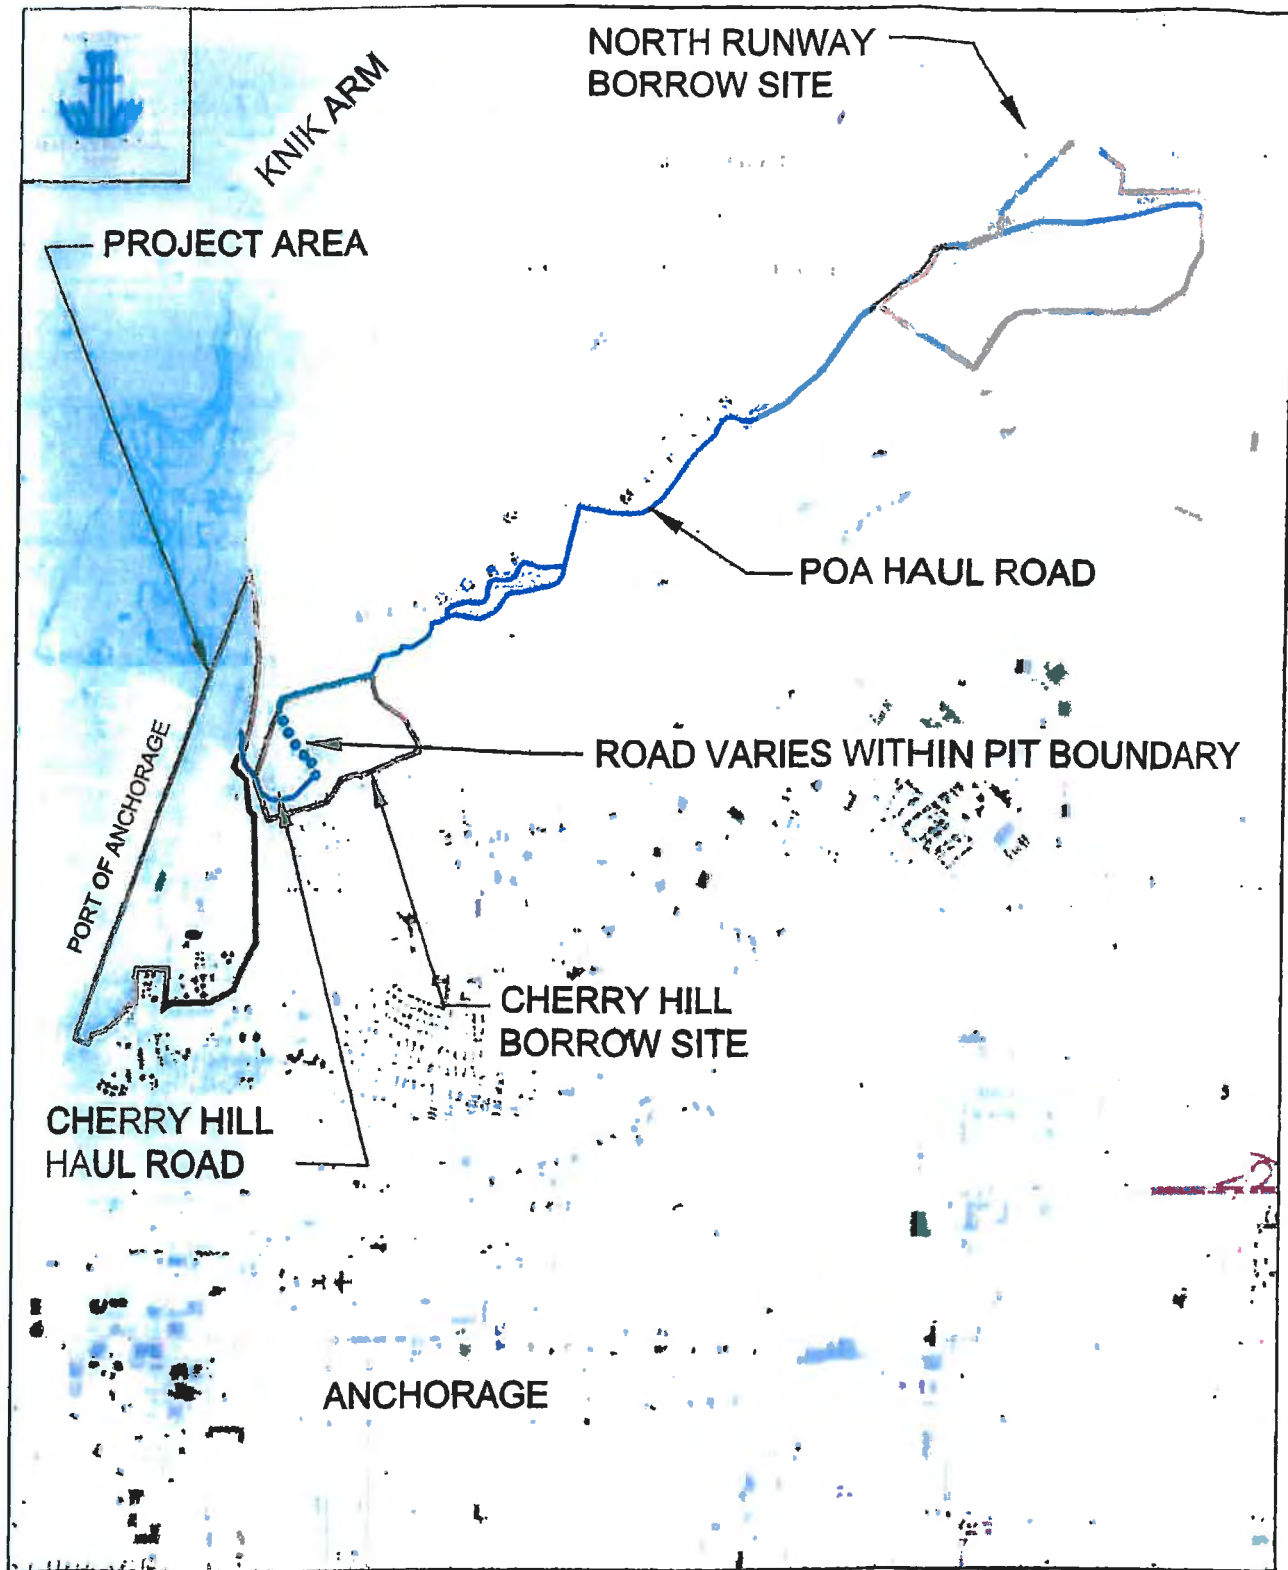 NORTH RUNWAY
BORROW SITE
KNIK ARM
PROJECT AREA
POA HAUL ROAD
ROAD VARIES WITHIN PIT BOUNDARY
PORT OF ANCHORAGE
CHERRY HILL
BORROW SITE
CHERRY HILL
HAUL ROAD
5
ANCHORAGE